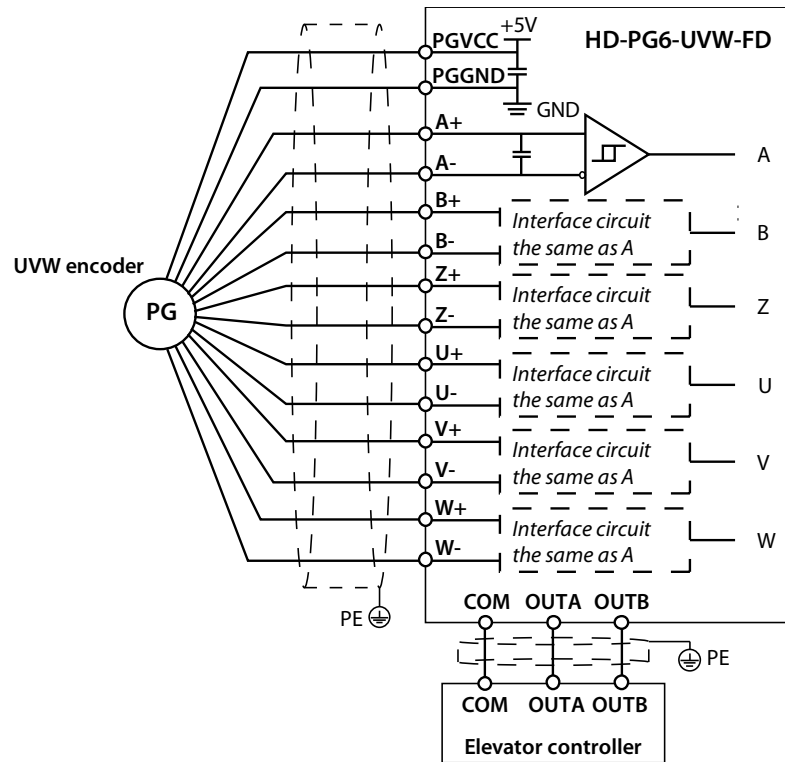 +5V
PGVCC
HD-PG6-UVW-FD
PGGND
GND
A+
A
A-
B+
Interface circuit
the same as A
B
B-
UVW encoder
PG
Z+
Interface circuit
the same as A
Z
Z-
U+
Interface circuit
the same as A
U
U-
V+
Interface circuit
the same as A
V
V-
W+
Interface circuit
the same as A
W
W-
PE
COM OUTA OUTB
PE
COM OUTA OUTB
Elevator controller